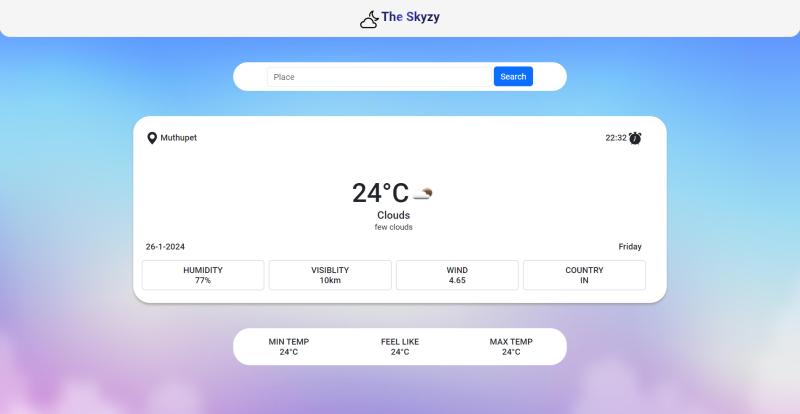 The Skyzy
Place
Search
Muthupet
22:32
24°C
Clouds
few clouds
26-1-2024
Friday
HUMIDITY
77%
VISIBLITY
10km
WIND
4.65
COUNTRY
IN
MIN TEMP
24°C
FEEL LIKE
24°C
MAX TEMP
24°C